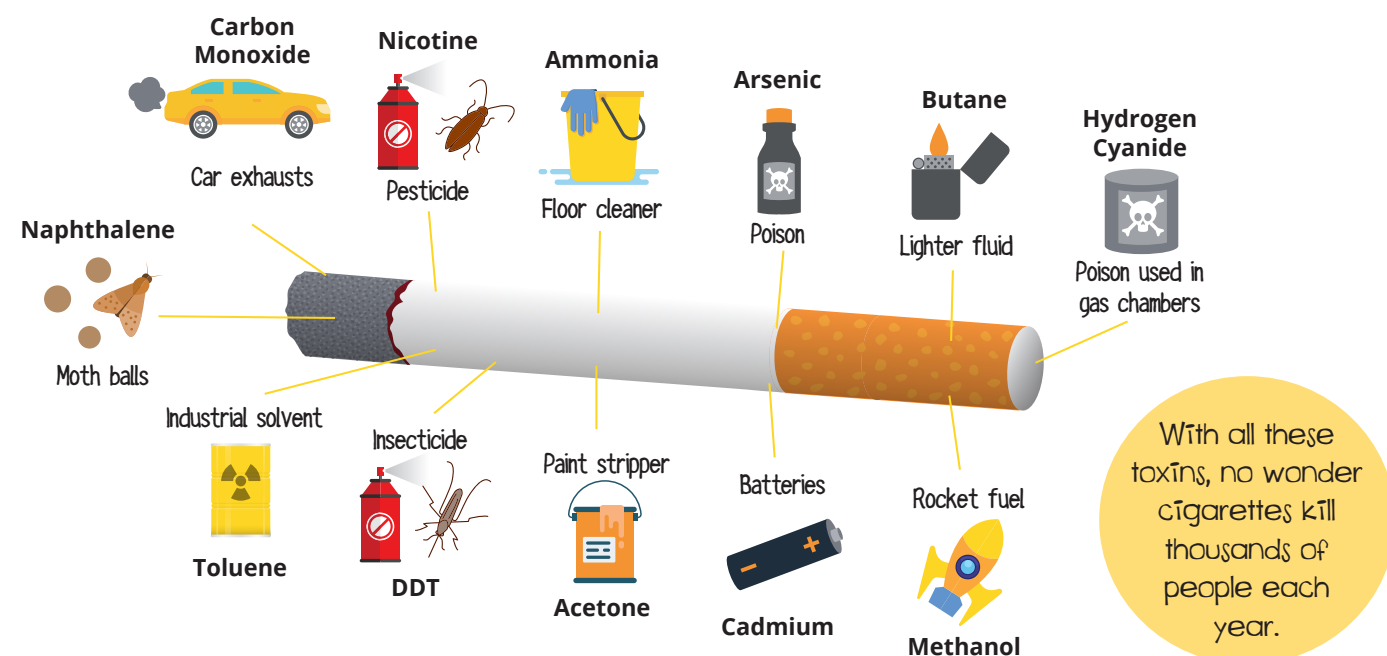 Carbon
Monoxide
Car exhausts
Nicotine
Pesticide
Ammonia
Floor cleaner
Arsenic
Poison
Butane
Lighter fluid
Hydrogen
Cyanide
Poison used in
gas chambers
Naphthalene
Moth balls
Industrial solvent
Toluene
Insecticide
DDT
Paint stripper
Acetone
Batteries
Cadmium
Rocket fuel
Methanol
With all these
toxins, no wonder
cigarettes kill
thousands of
people each
year.